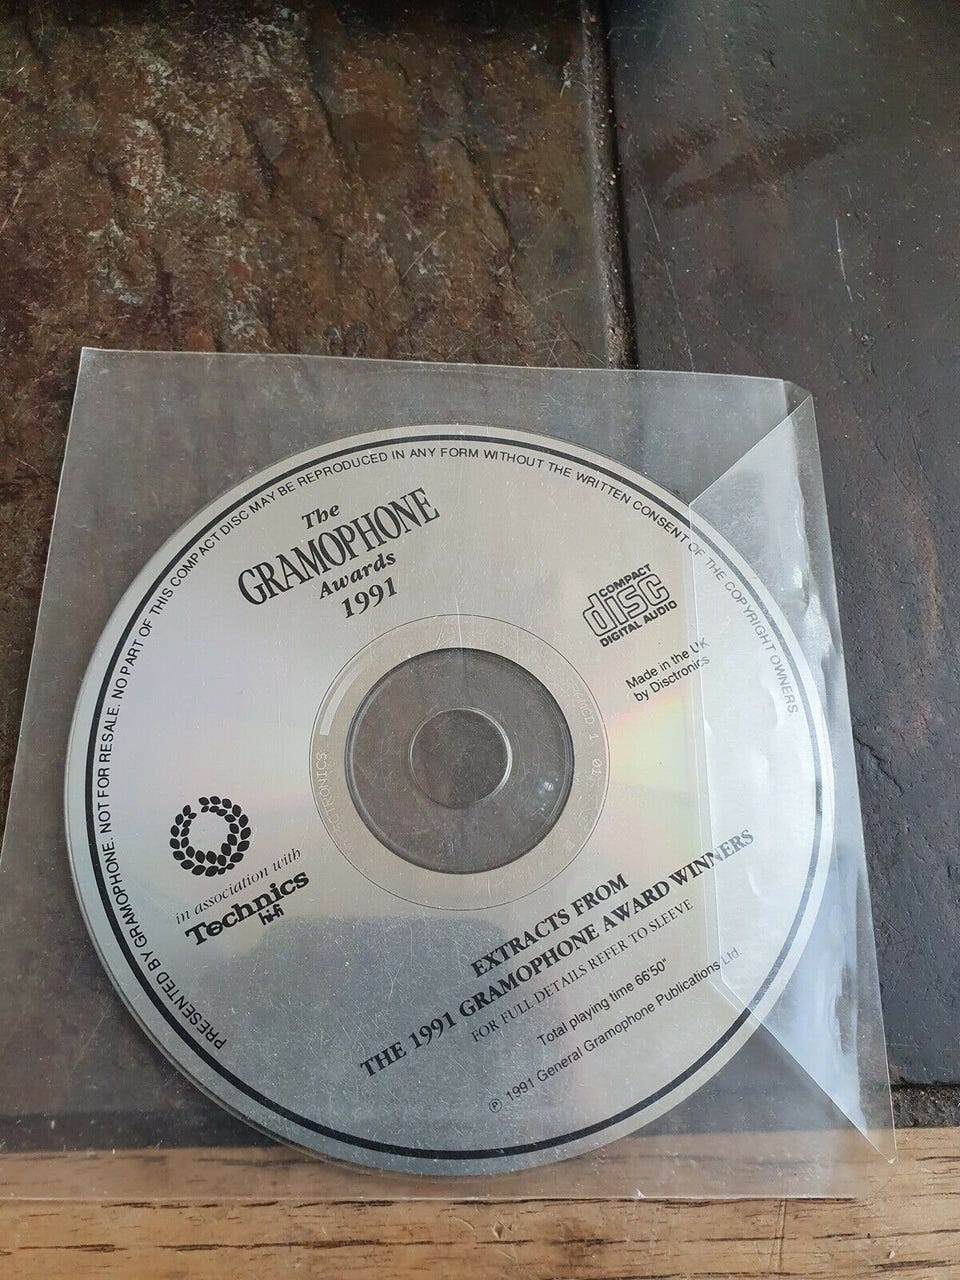 PRESENTED BY GRAMOPHONE. NOT FOR RESALE. NO PART OF THIS COMPACT DISC MAY BE REPRODUCED IN ANY FORM WITHOUT THE WRITTEN CONSENT OF THE COPYRIGHT OWNERS.
The
GRAMOPHONE
Awards
1991
COMPACT
disc
DIGITAL AUDIO
Made in the UK
by Disctronics
in association with
Technics
hi-fi
EXTRACTS FROM
THE 1991 GRAMOPHONE AWARD WINNERS
FOR FULL DETAILS REFER TO SLEEVE
Total playing time 66'50"
℗ 1991 General Gramophone Publications Ltd.